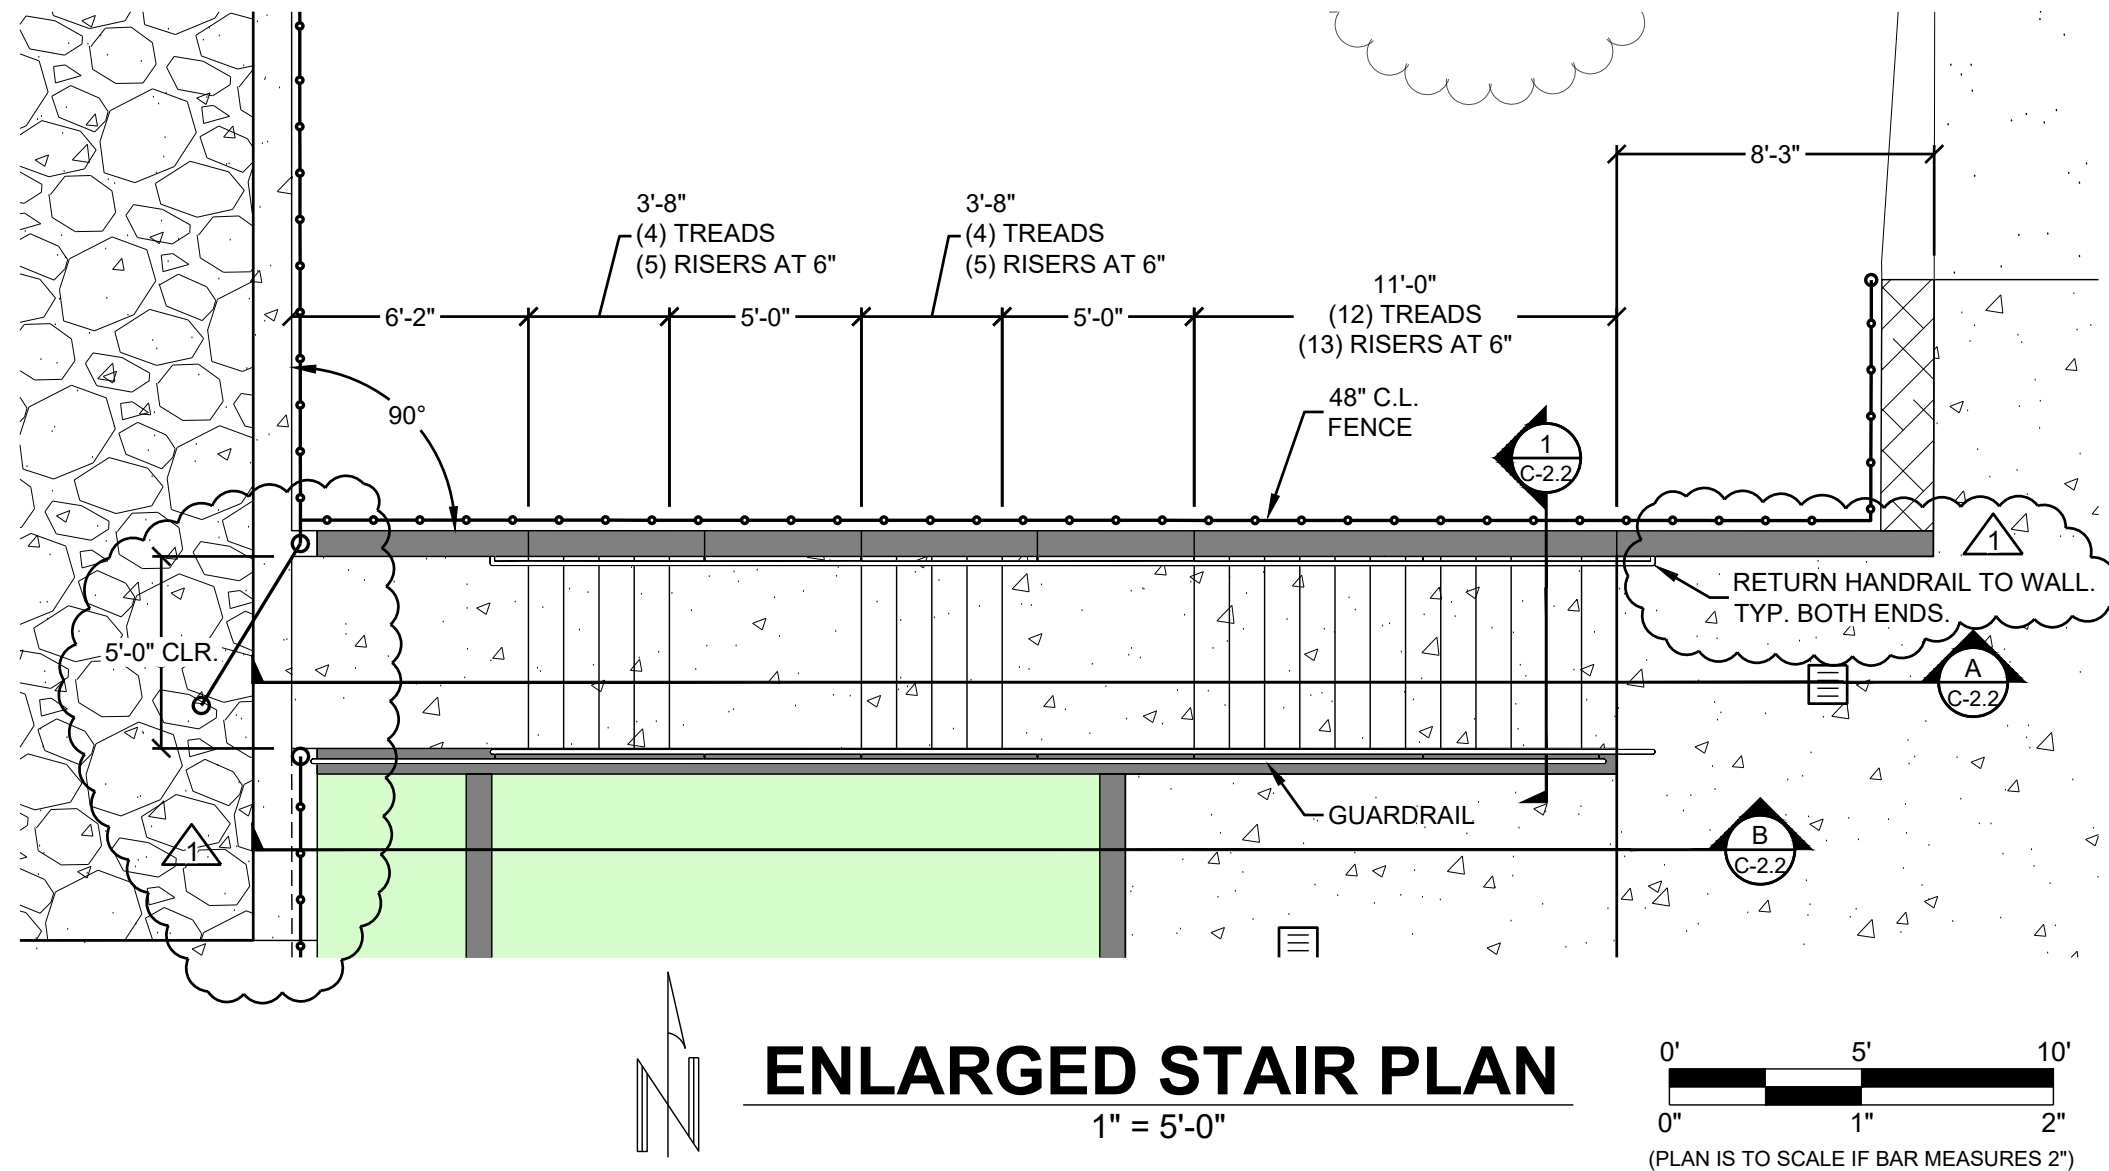 8'-3"
3'-8"
(4) TREADS
(5) RISERS AT 6"
3'-8"
(4) TREADS
(5) RISERS AT 6"
11'-0"
(12) TREADS
(13) RISERS AT 6"
6'-2"
5'-0"
5'-0"
90°
48" C.L.
FENCE
1
C-2.2
1
RETURN HANDRAIL TO WALL.
TYP. BOTH ENDS.
5'-0" CLR.
A
C-2.2
GUARDRAIL
B
C-2.2
1
N
ENLARGED STAIR PLAN
1" = 5'-0"
0' 5' 10'
0" 1" 2"
(PLAN IS TO SCALE IF BAR MEASURES 2")